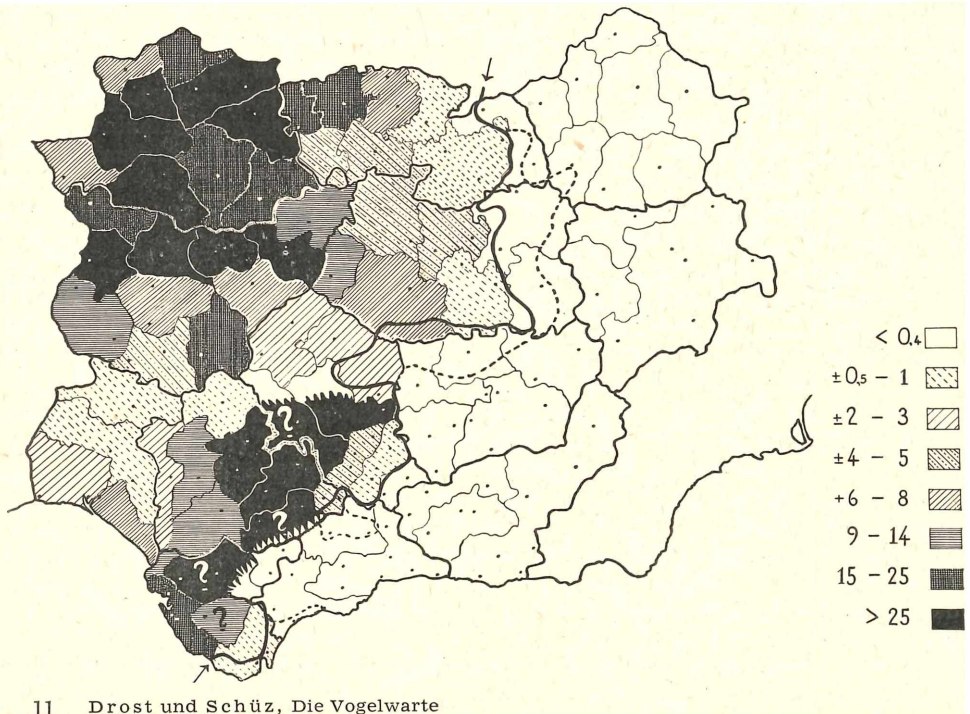 ?
?
?
?
< 0,4
±0,5 – 1
±2 – 3
±4 – 5
+6 – 8
9 – 14
15 – 25
> 25
11 Drost und Schüz, Die Vogelwarte